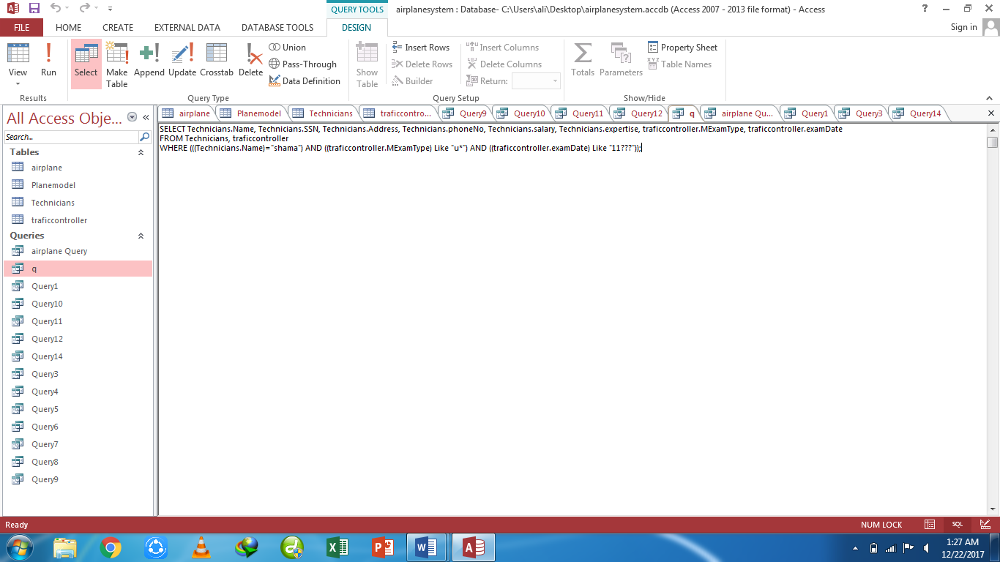 QUERY TOOLS
airplanesystem : Database- C:\Users\ali\Desktop\airplanesystem.accdb (Access 2007 - 2013 file format) - Access
FILE HOME CREATE EXTERNAL DATA DATABASE TOOLS DESIGN Sign in
View
Run
Select
Make Table
Append
Update
Crosstab
Delete
Union
Pass-Through
Data Definition
Show Table
Insert Rows
Delete Rows
Builder
Insert Columns
Delete Columns
Return:
Totals
Parameters
Property Sheet
Table Names
Results
Query Type
Query Setup
Show/Hide
All Access Obje...
Search...
Tables
airplane
Planemodel
Technicians
traficcontroller
Queries
airplane Query
q
Query1
Query10
Query11
Query12
Query14
Query3
Query4
Query5
Query6
Query7
Query8
Query9
airplane Planemodel Technicians traficcontro... Query9 Query10 Query11 Query12 q airplane Qu... Query1 Query3 Query14
SELECT Technicians.Name, Technicians.SSN, Technicians.Address, Technicians.phoneNo, Technicians.salary, Technicians.expertise, traficcontroller.MExamType, traficcontroller.examDate
FROM Technicians, traficcontroller
WHERE (((Technicians.Name)="shama") AND ((traficcontroller.MExamType) Like "u*") AND ((traficcontroller.examDate) Like "11???"));
Ready
NUM LOCK
SQL
1:27 AM
12/22/2017